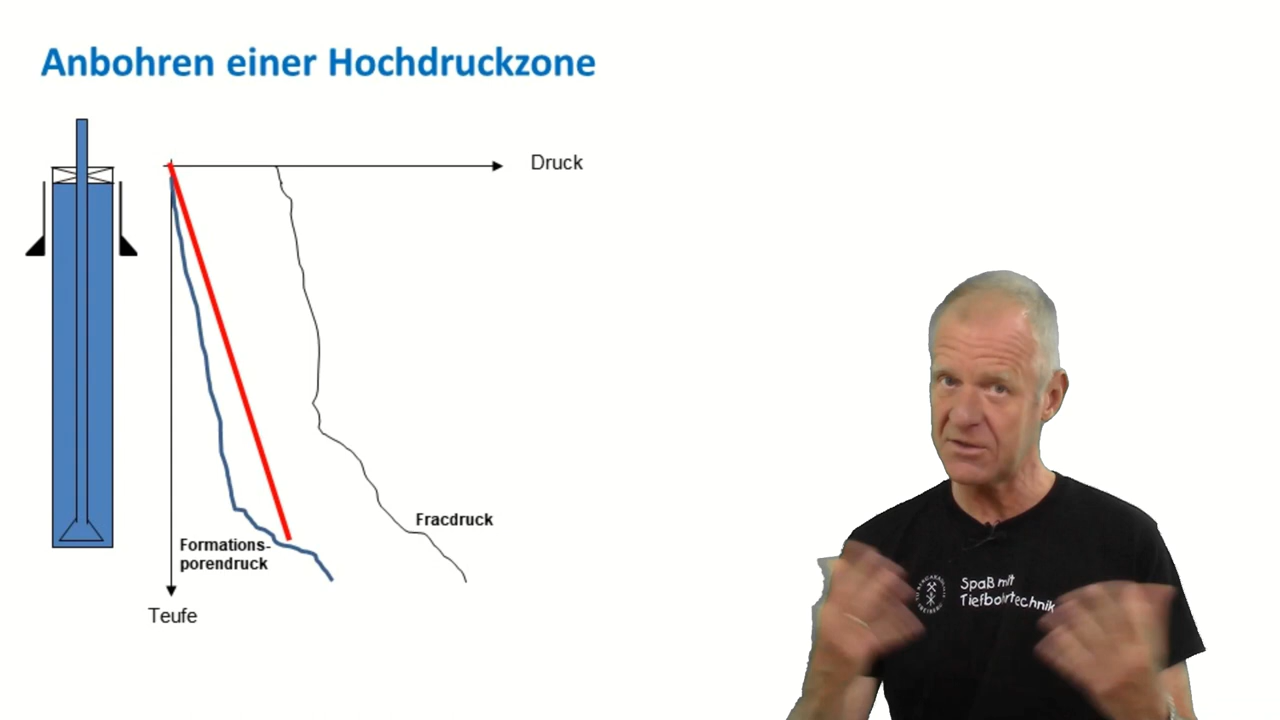 Anbohren einer Hochdruckzone
Druck
Fracdruck
Formations-
porendruck
Teufe
Spaß mit
Tiefbohrtechnik